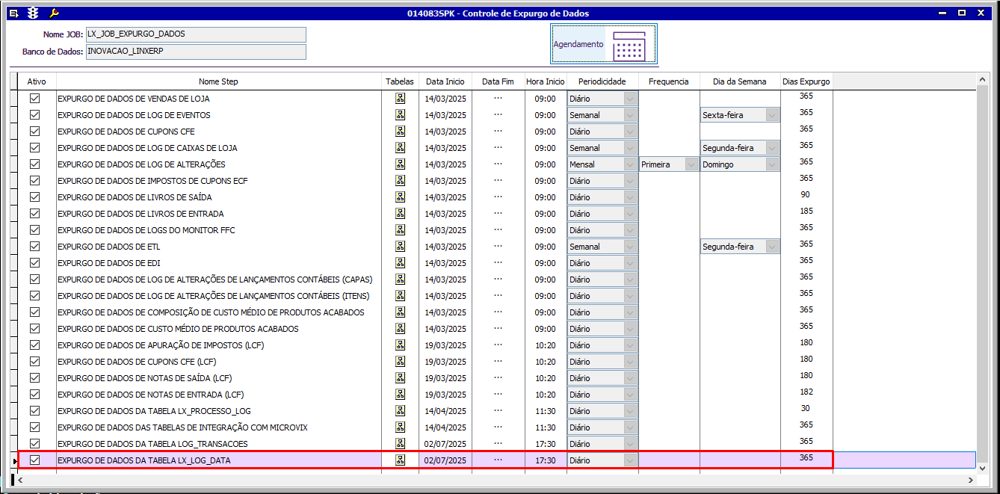 014083SPK - Controle de Expurgo de Dados
Nome JOB: LX_JOB_EXPURGO_DADOS
Banco de Dados: INOVACAO_LINXERP
Agendamento
Ativo Nome Step Tabelas Data Inicio Data Fim Hora Inicio Periodicidade Frequencia Dia da Semana Dias Expurgo
EXPURGO DE DADOS DE VENDAS DE LOJA 14/03/2025 ... 09:00 Diário 365
EXPURGO DE DADOS DE LOG DE EVENTOS 14/03/2025 ... 09:00 Semanal Sexta-feira 365
EXPURGO DE DADOS DE CUPONS CFE 14/03/2025 ... 09:00 Diário 365
EXPURGO DE DADOS DE LOG DE CAIXAS DE LOJA 14/03/2025 ... 09:00 Semanal Segunda-feira 365
EXPURGO DE DADOS DE LOG DE ALTERAÇÕES 14/03/2025 ... 09:00 Mensal Primeira Domingo 365
EXPURGO DE DADOS DE IMPOSTOS DE CUPONS ECF 14/03/2025 ... 09:00 Diário 365
EXPURGO DE DADOS DE LIVROS DE SAÍDA 14/03/2025 ... 09:00 Diário 90
EXPURGO DE DADOS DE LIVROS DE ENTRADA 14/03/2025 ... 09:00 Diário 185
EXPURGO DE DADOS DE LOGS DO MONITOR FFC 14/03/2025 ... 09:00 Diário 365
EXPURGO DE DADOS DE ETL 14/03/2025 ... 09:00 Semanal Segunda-feira 365
EXPURGO DE DADOS DE EDI 14/03/2025 ... 09:00 Diário 365
EXPURGO DE DADOS DE LOG DE ALTERAÇÕES DE LANÇAMENTOS CONTÁBEIS (CAPAS) 14/03/2025 ... 09:00 Diário 365
EXPURGO DE DADOS DE LOG DE ALTERAÇÕES DE LANÇAMENTOS CONTÁBEIS (ITENS) 14/03/2025 ... 09:00 Diário 365
EXPURGO DE DADOS DE COMPOSIÇÃO DE CUSTO MÉDIO DE PRODUTOS ACABADOS 14/03/2025 ... 09:00 Diário 365
EXPURGO DE DADOS DE CUSTO MÉDIO DE PRODUTOS ACABADOS 14/03/2025 ... 09:00 Diário 365
EXPURGO DE DADOS DE APURAÇÃO DE IMPOSTOS (LCF) 19/03/2025 ... 10:20 Diário 180
EXPURGO DE DADOS DE CUPONS CFE (LCF) 19/03/2025 ... 10:20 Diário 180
EXPURGO DE DADOS DE NOTAS DE SAÍDA (LCF) 19/03/2025 ... 10:20 Diário 180
EXPURGO DE DADOS DE NOTAS DE ENTRADA (LCF) 19/03/2025 ... 10:20 Diário 182
EXPURGO DE DADOS DA TABELA LX_PROCESSO_LOG 14/04/2025 ... 11:30 Diário 30
EXPURGO DE DADOS DAS TABELAS DE INTEGRAÇÃO COM MICROVIX 14/04/2025 ... 11:30 Diário 365
EXPURGO DE DADOS DA TABELA LOG_TRANSACOES 02/07/2025 ... 17:30 Diário 365
EXPURGO DE DADOS DA TABELA LX_LOG_DATA 02/07/2025 ... 17:30 Diário 365